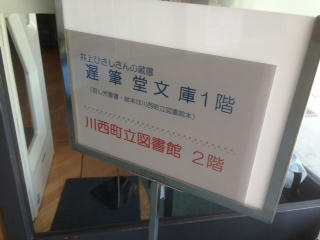 井上ひさしさんの蔵書
遅筆堂文庫1階
川西町立図書館 2階